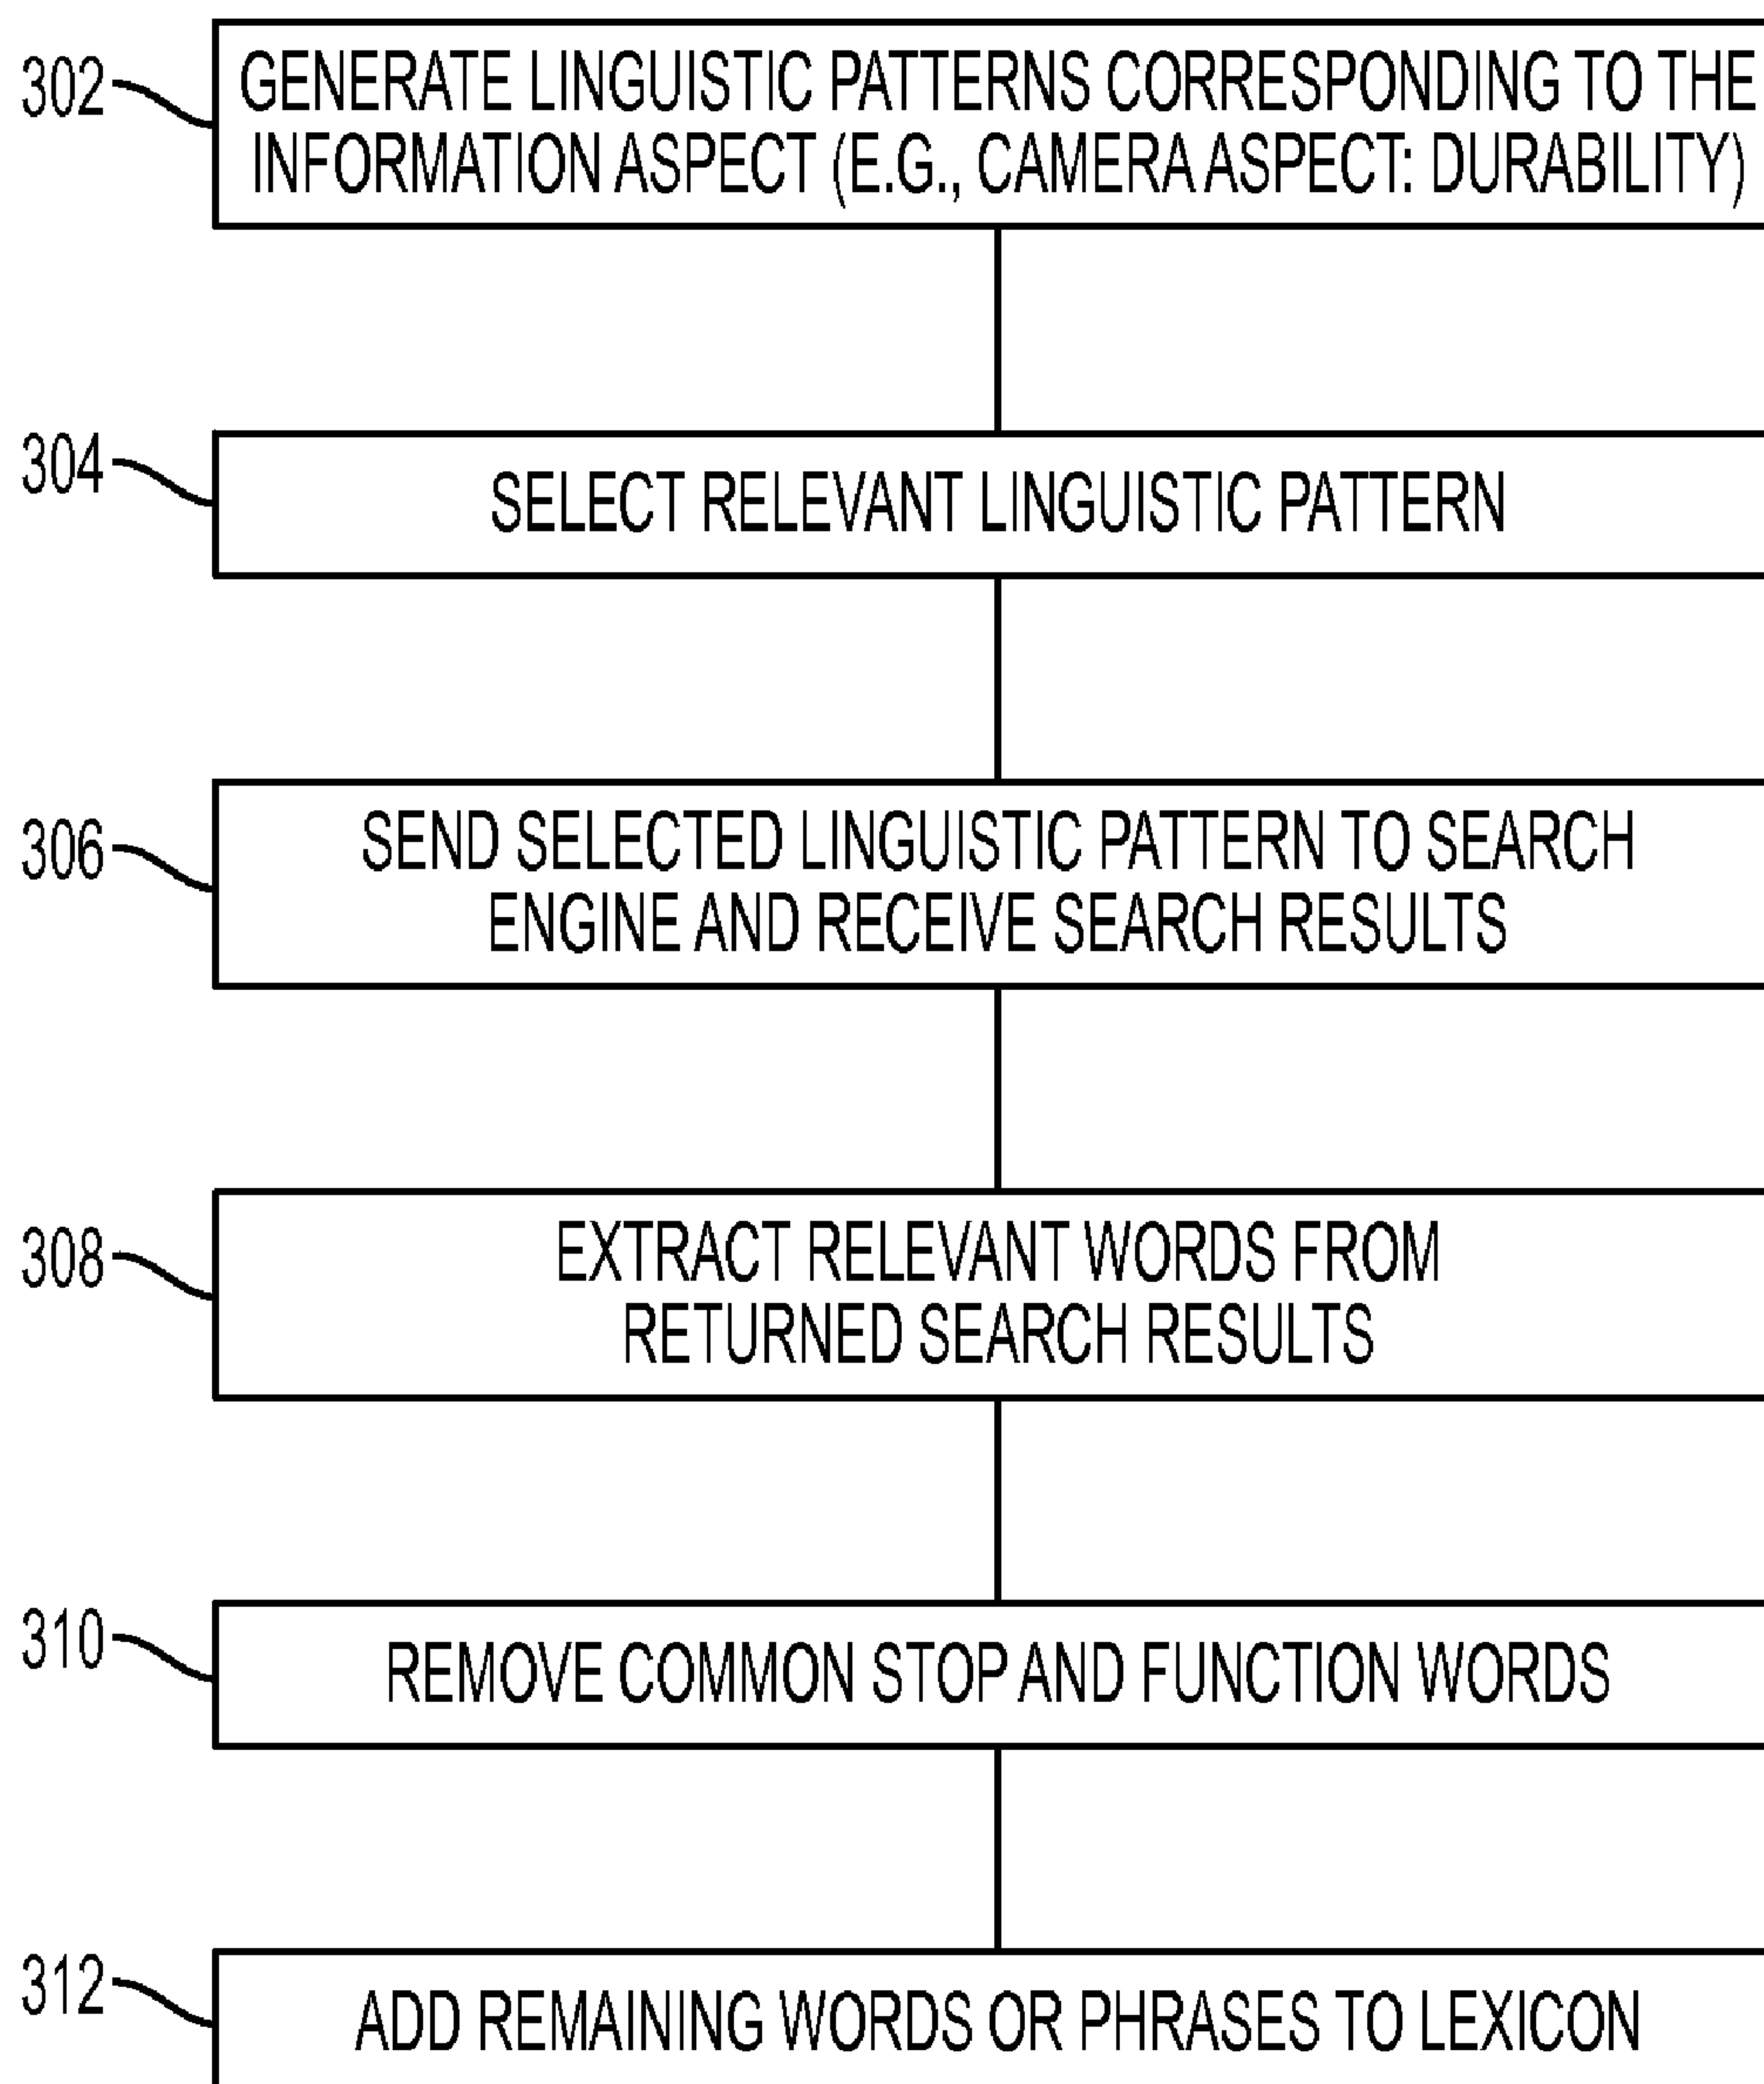 302
GENERATE LINGUISTIC PATTERNS CORRESPONDING TO THE
INFORMATION ASPECT (E.G., CAMERA ASPECT: DURABILITY)
304
SELECT RELEVANT LINGUISTIC PATTERN
306
SEND SELECTED LINGUISTIC PATTERN TO SEARCH
ENGINE AND RECEIVE SEARCH RESULTS
308
EXTRACT RELEVANT WORDS FROM
RETURNED SEARCH RESULTS
310
REMOVE COMMON STOP AND FUNCTION WORDS
312
ADD REMAINING WORDS OR PHRASES TO LEXICON